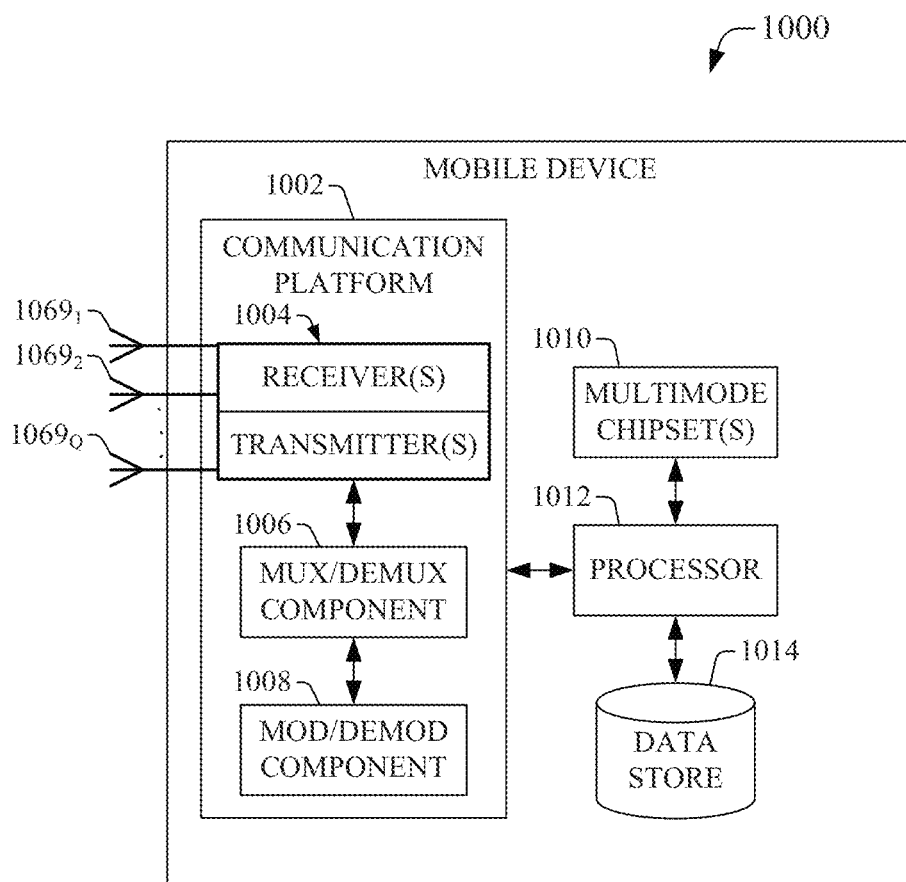 1000
MOBILE DEVICE
1002
COMMUNICATION
PLATFORM
1069₁
1004
1069₂
RECEIVER(S)
1010
MULTIMODE
CHIPSET(S)
1069Q
TRANSMITTER(S)
1012
1006
PROCESSOR
MUX/DEMUX
COMPONENT
1014
1008
MOD/DEMOD
COMPONENT
DATA
STORE